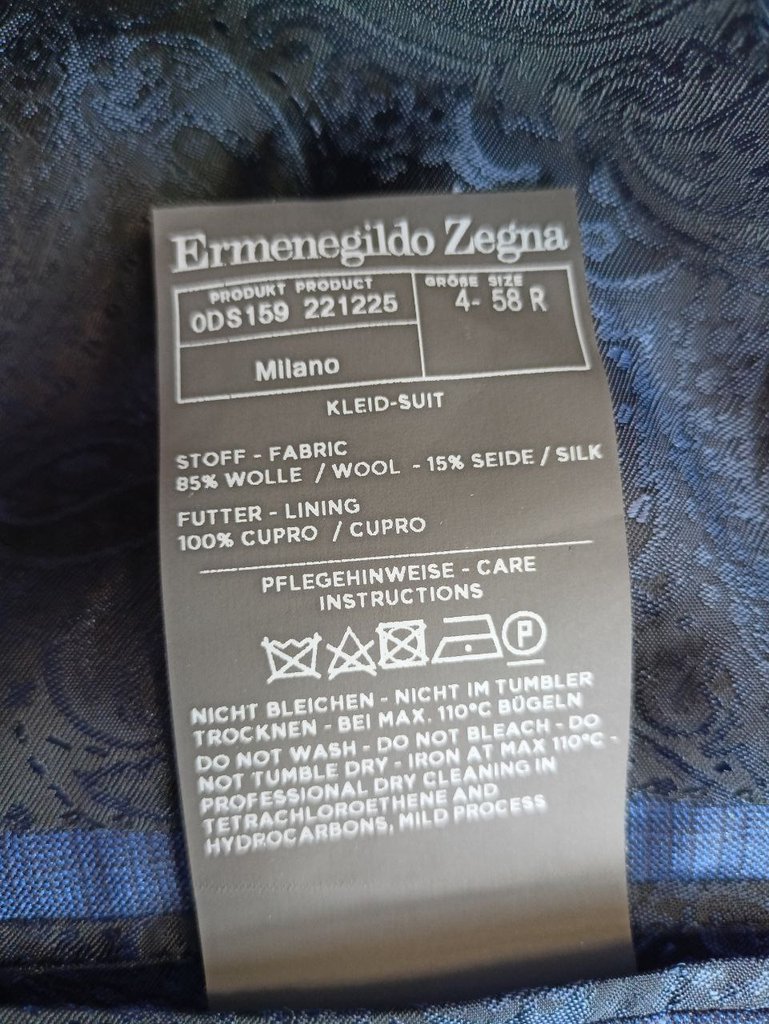 Ermenegildo Zegna
PRODUKT PRODUCT
ODS159 221225
GRÖßE SIZE
4- 58 R
Milano
KLEID-SUIT
STOFF - FABRIC
85% WOLLE / WOOL - 15% SEIDE / SILK
FUTTER - LINING
100% CUPRO / CUPRO
PFLEGEHINWEISE - CARE
INSTRUCTIONS
P
NICHT BLEICHEN - NICHT IM TUMBLER
TROCKNEN - BEI MAX. 110°C BÜGELN
DO NOT WASH - DO NOT BLEACH - DO
NOT TUMBLE DRY - IRON AT MAX 110°C -
PROFESSIONAL DRY CLEANING IN
TETRACHLOROETHENE AND
HYDROCARBONS, MILD PROCESS